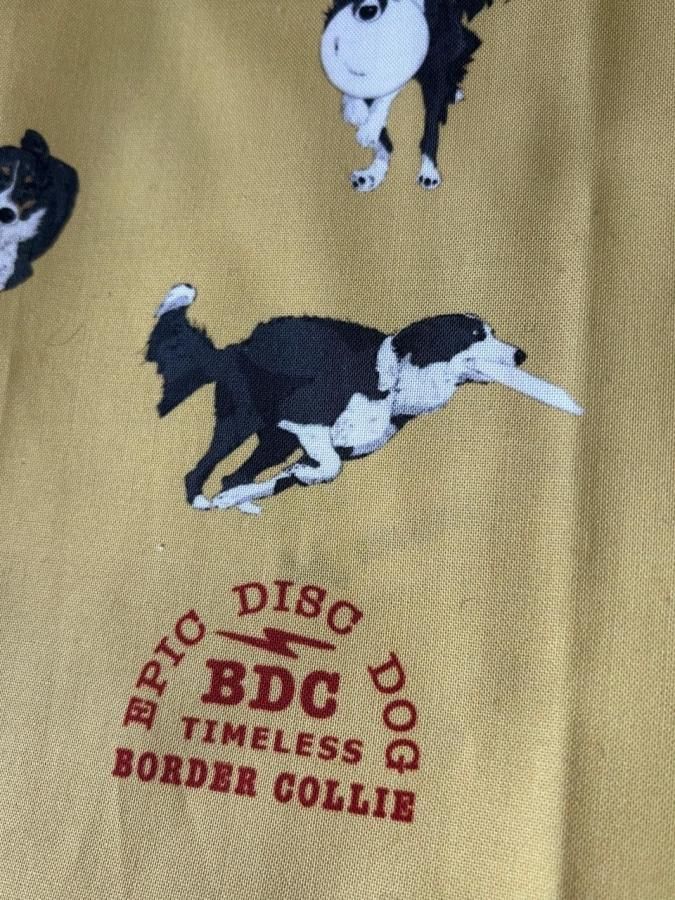 EPIC DISC DOG
BDC
TIMELESS
BORDER COLLIE